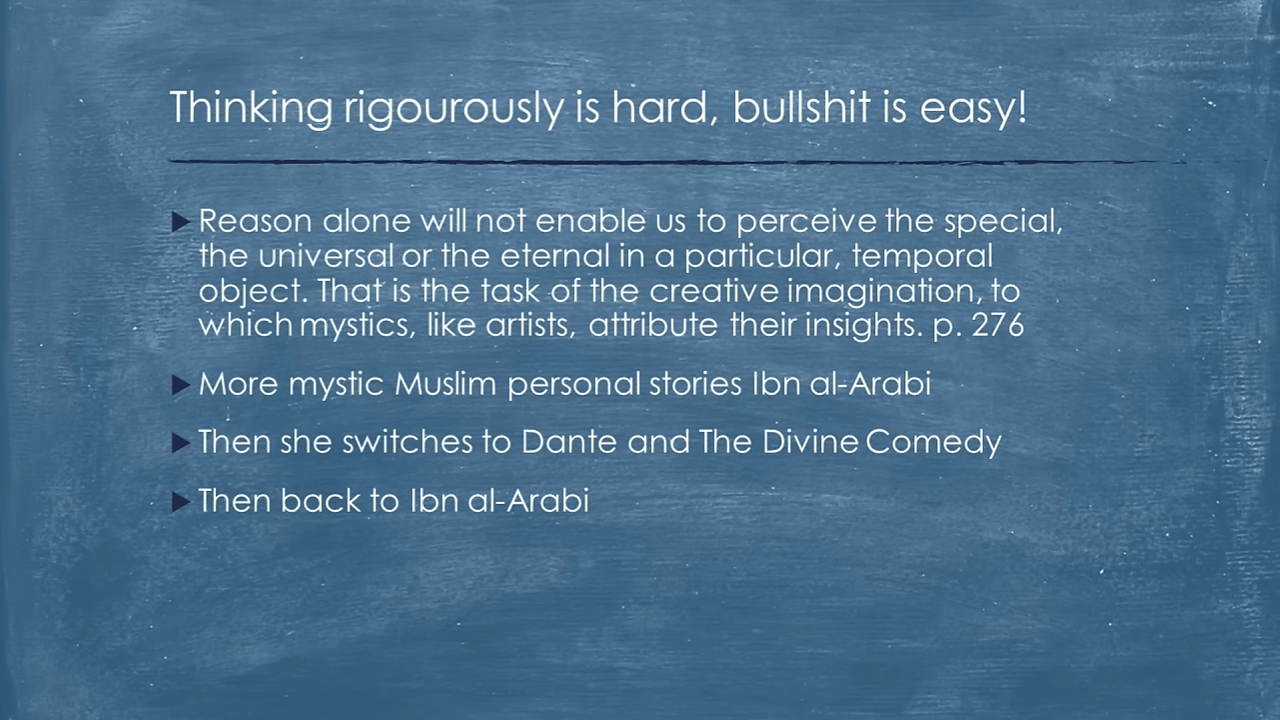 Thinking rigourously is hard, bullshit is easy!
Reason alone will not enable us to perceive the special,
the universal or the eternal in a particular, temporal
object. That is the task of the creative imagination, to
which mystics, like artists, attribute their insights. p. 276
More mystic Muslim personal stories Ibn al-Arabi
Then she switches to Dante and The Divine Comedy
Then back to Ibn al-Arabi